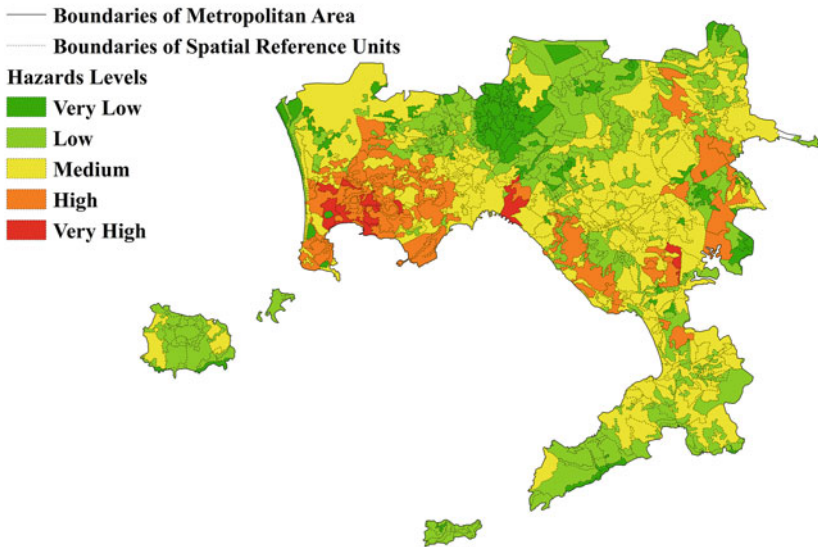 Boundaries of Metropolitan Area
Boundaries of Spatial Reference Units
Hazards Levels
Very Low
Low
Medium
High
Very High